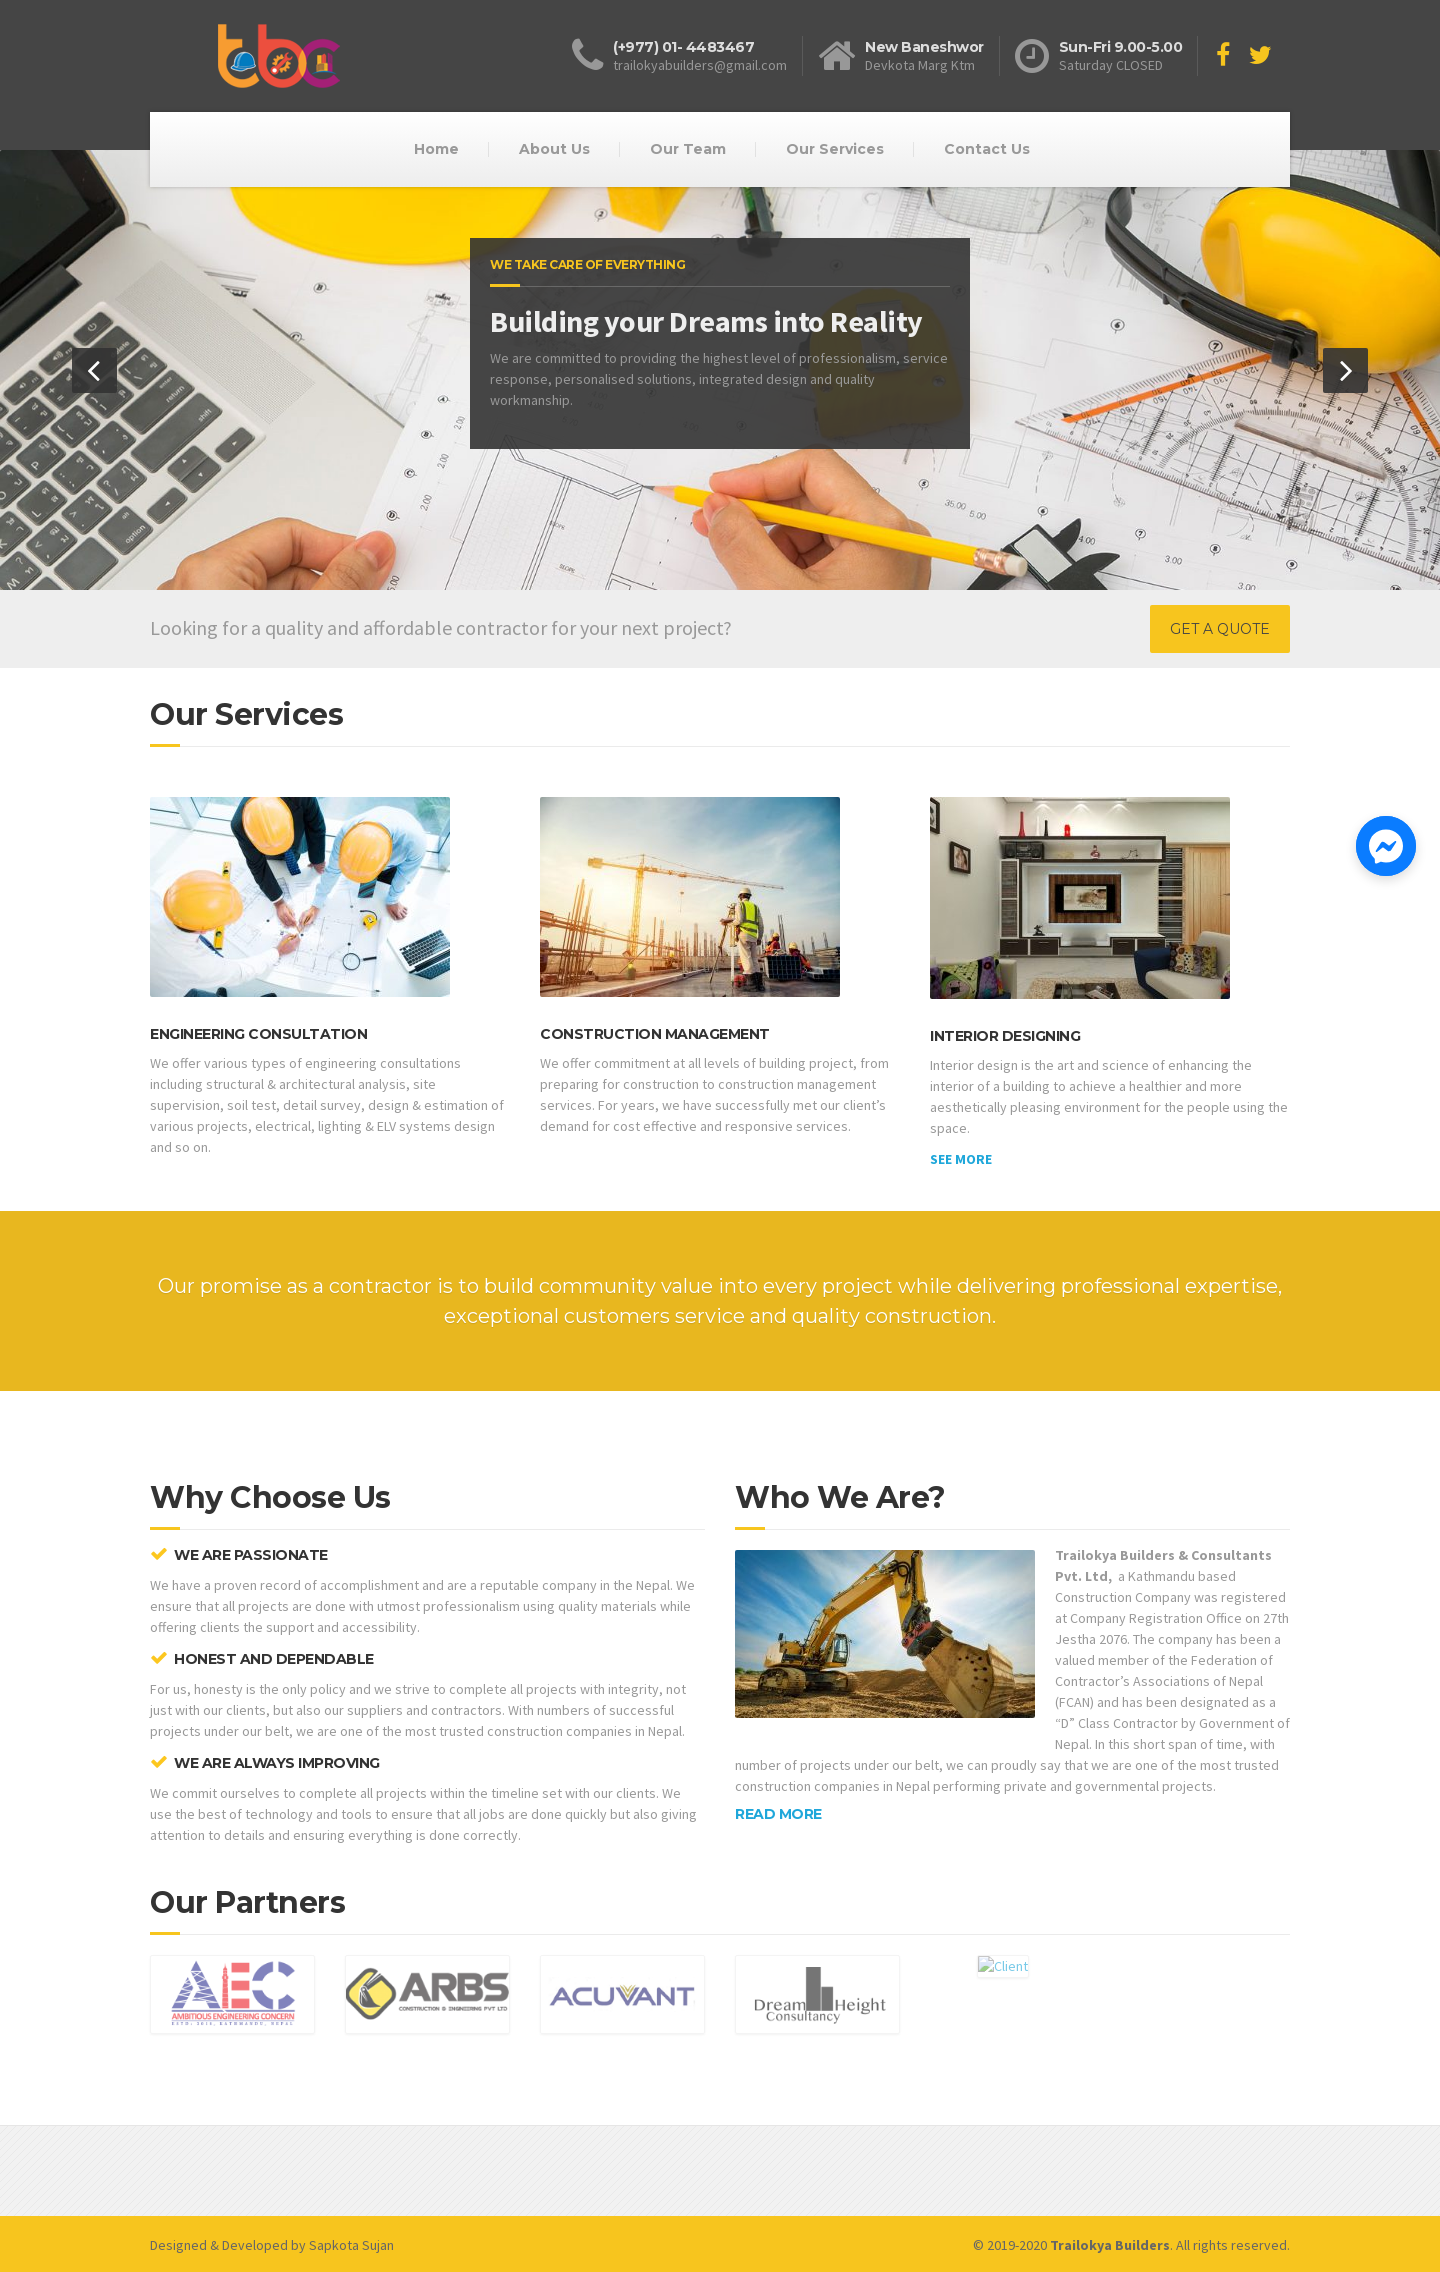 tbc
(+977) 01- 4483467
trailokyabuilders@gmail.com
New Baneshwor
Devkota Marg Ktm
Sun-Fri 9.00-5.00
Saturday CLOSED
Home
About Us
Our Team
Our Services
Contact Us
WE TAKE CARE OF EVERYTHING
Building your Dreams into Reality
We are committed to providing the highest level of professionalism, service
response, personalised solutions, integrated design and quality
workmanship.
Looking for a quality and affordable contractor for your next project?
GET A QUOTE
Our Services
ENGINEERING CONSULTATION
We offer various types of engineering consultations
including structural & architectural analysis, site
supervision, soil test, detail survey, design & estimation of
various projects, electrical, lighting & ELV systems design
and so on.
CONSTRUCTION MANAGEMENT
We offer commitment at all levels of building project, from
preparing for construction to construction management
services. For years, we have successfully met our client’s
demand for cost effective and responsive services.
INTERIOR DESIGNING
Interior design is the art and science of enhancing the
interior of a building to achieve a healthier and more
aesthetically pleasing environment for the people using the
space.
SEE MORE
Our promise as a contractor is to build community value into every project while delivering professional expertise,
exceptional customers service and quality construction.
Why Choose Us
WE ARE PASSIONATE
We have a proven record of accomplishment and are a reputable company in the Nepal. We
ensure that all projects are done with utmost professionalism using quality materials while
offering clients the support and accessibility.
HONEST AND DEPENDABLE
For us, honesty is the only policy and we strive to complete all projects with integrity, not
just with our clients, but also our suppliers and contractors. With numbers of successful
projects under our belt, we are one of the most trusted construction companies in Nepal.
WE ARE ALWAYS IMPROVING
We commit ourselves to complete all projects within the timeline set with our clients. We
use the best of technology and tools to ensure that all jobs are done quickly but also giving
attention to details and ensuring everything is done correctly.
Who We Are?
Trailokya Builders & Consultants
Pvt. Ltd, a Kathmandu based
Construction Company was registered
at Company Registration Office on 27th
Jestha 2076. The company has been a
valued member of the Federation of
Contractor’s Associations of Nepal
(FCAN) and has been designated as a
“D” Class Contractor by Government of
Nepal. In this short span of time, with
number of projects under our belt, we can proudly say that we are one of the most trusted
construction companies in Nepal performing private and governmental projects.
READ MORE
Our Partners
AEC
AMBITIOUS ENGINEERING CONCERN
ESTD. 2014, KATHMANDU, NEPAL
ARBS
CONSTRUCTION & ENGINEERING PVT LTD
ACUVANT
Dream Height
Consultancy
Client
Designed & Developed by Sapkota Sujan
© 2019-2020 Trailokya Builders. All rights reserved.